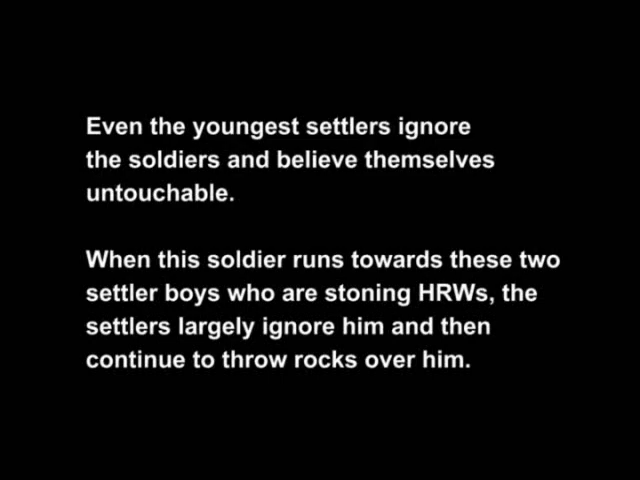 Even the youngest settlers ignore
the soldiers and believe themselves
untouchable.
When this soldier runs towards these two
settler boys who are stoning HRWs, the
settlers largely ignore him and then
continue to throw rocks over him.